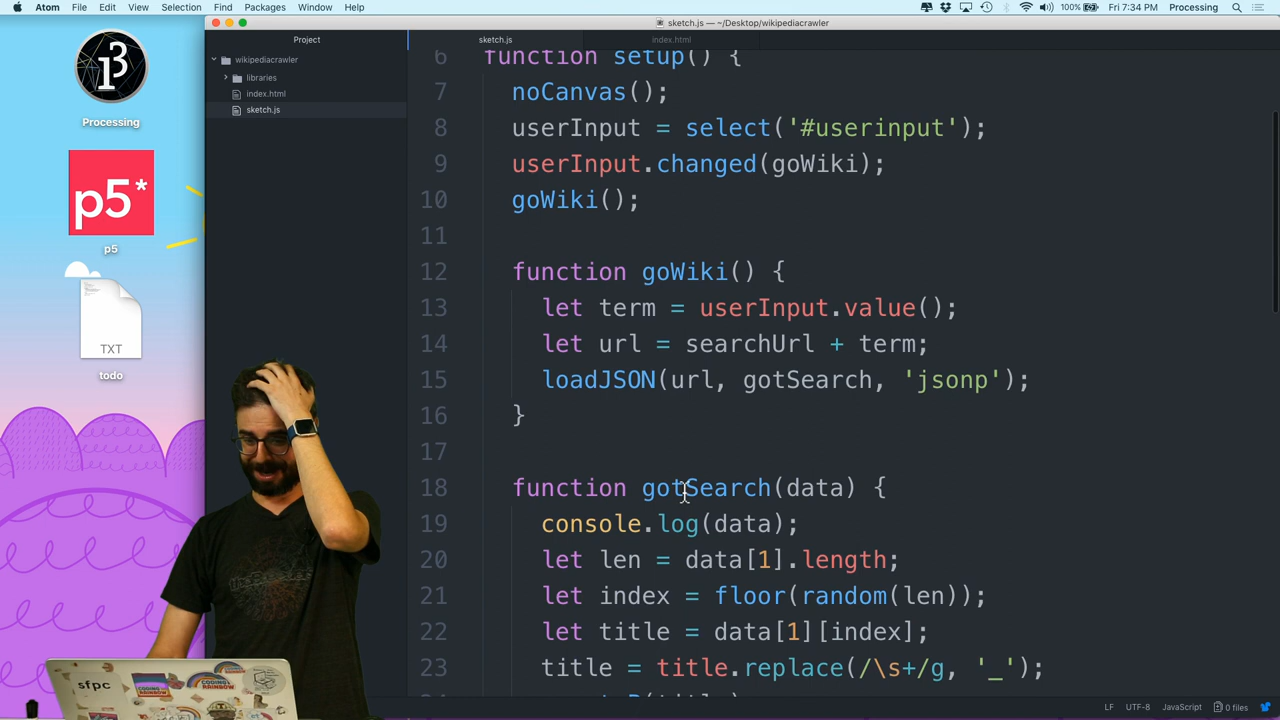 Atom File Edit View Selection Find Packages Window Help
100% Fri 7:34 PM Processing
sketch.js — ~/Desktop/wikipediacrawler
Project
sketch.js
index.html
wikipediacrawler
libraries
index.html
sketch.js
Processing
p5*
p5
TXT
todo
6 function setup() {
7 noCanvas();
8 userInput = select('#userinput');
9 userInput.changed(goWiki);
10 goWiki();
11
12 function goWiki() {
13 let term = userInput.value();
14 let url = searchUrl + term;
15 loadJSON(url, gotSearch, 'jsonp');
16 }
17
18 function gotSearch(data) {
19 console.log(data);
20 let len = data[1].length;
21 let index = floor(random(len));
22 let title = data[1][index];
23 title = title.replace(/\s+/g, '_');
sfpc
CODING RAINBOW
LF UTF-8 JavaScript 0 files